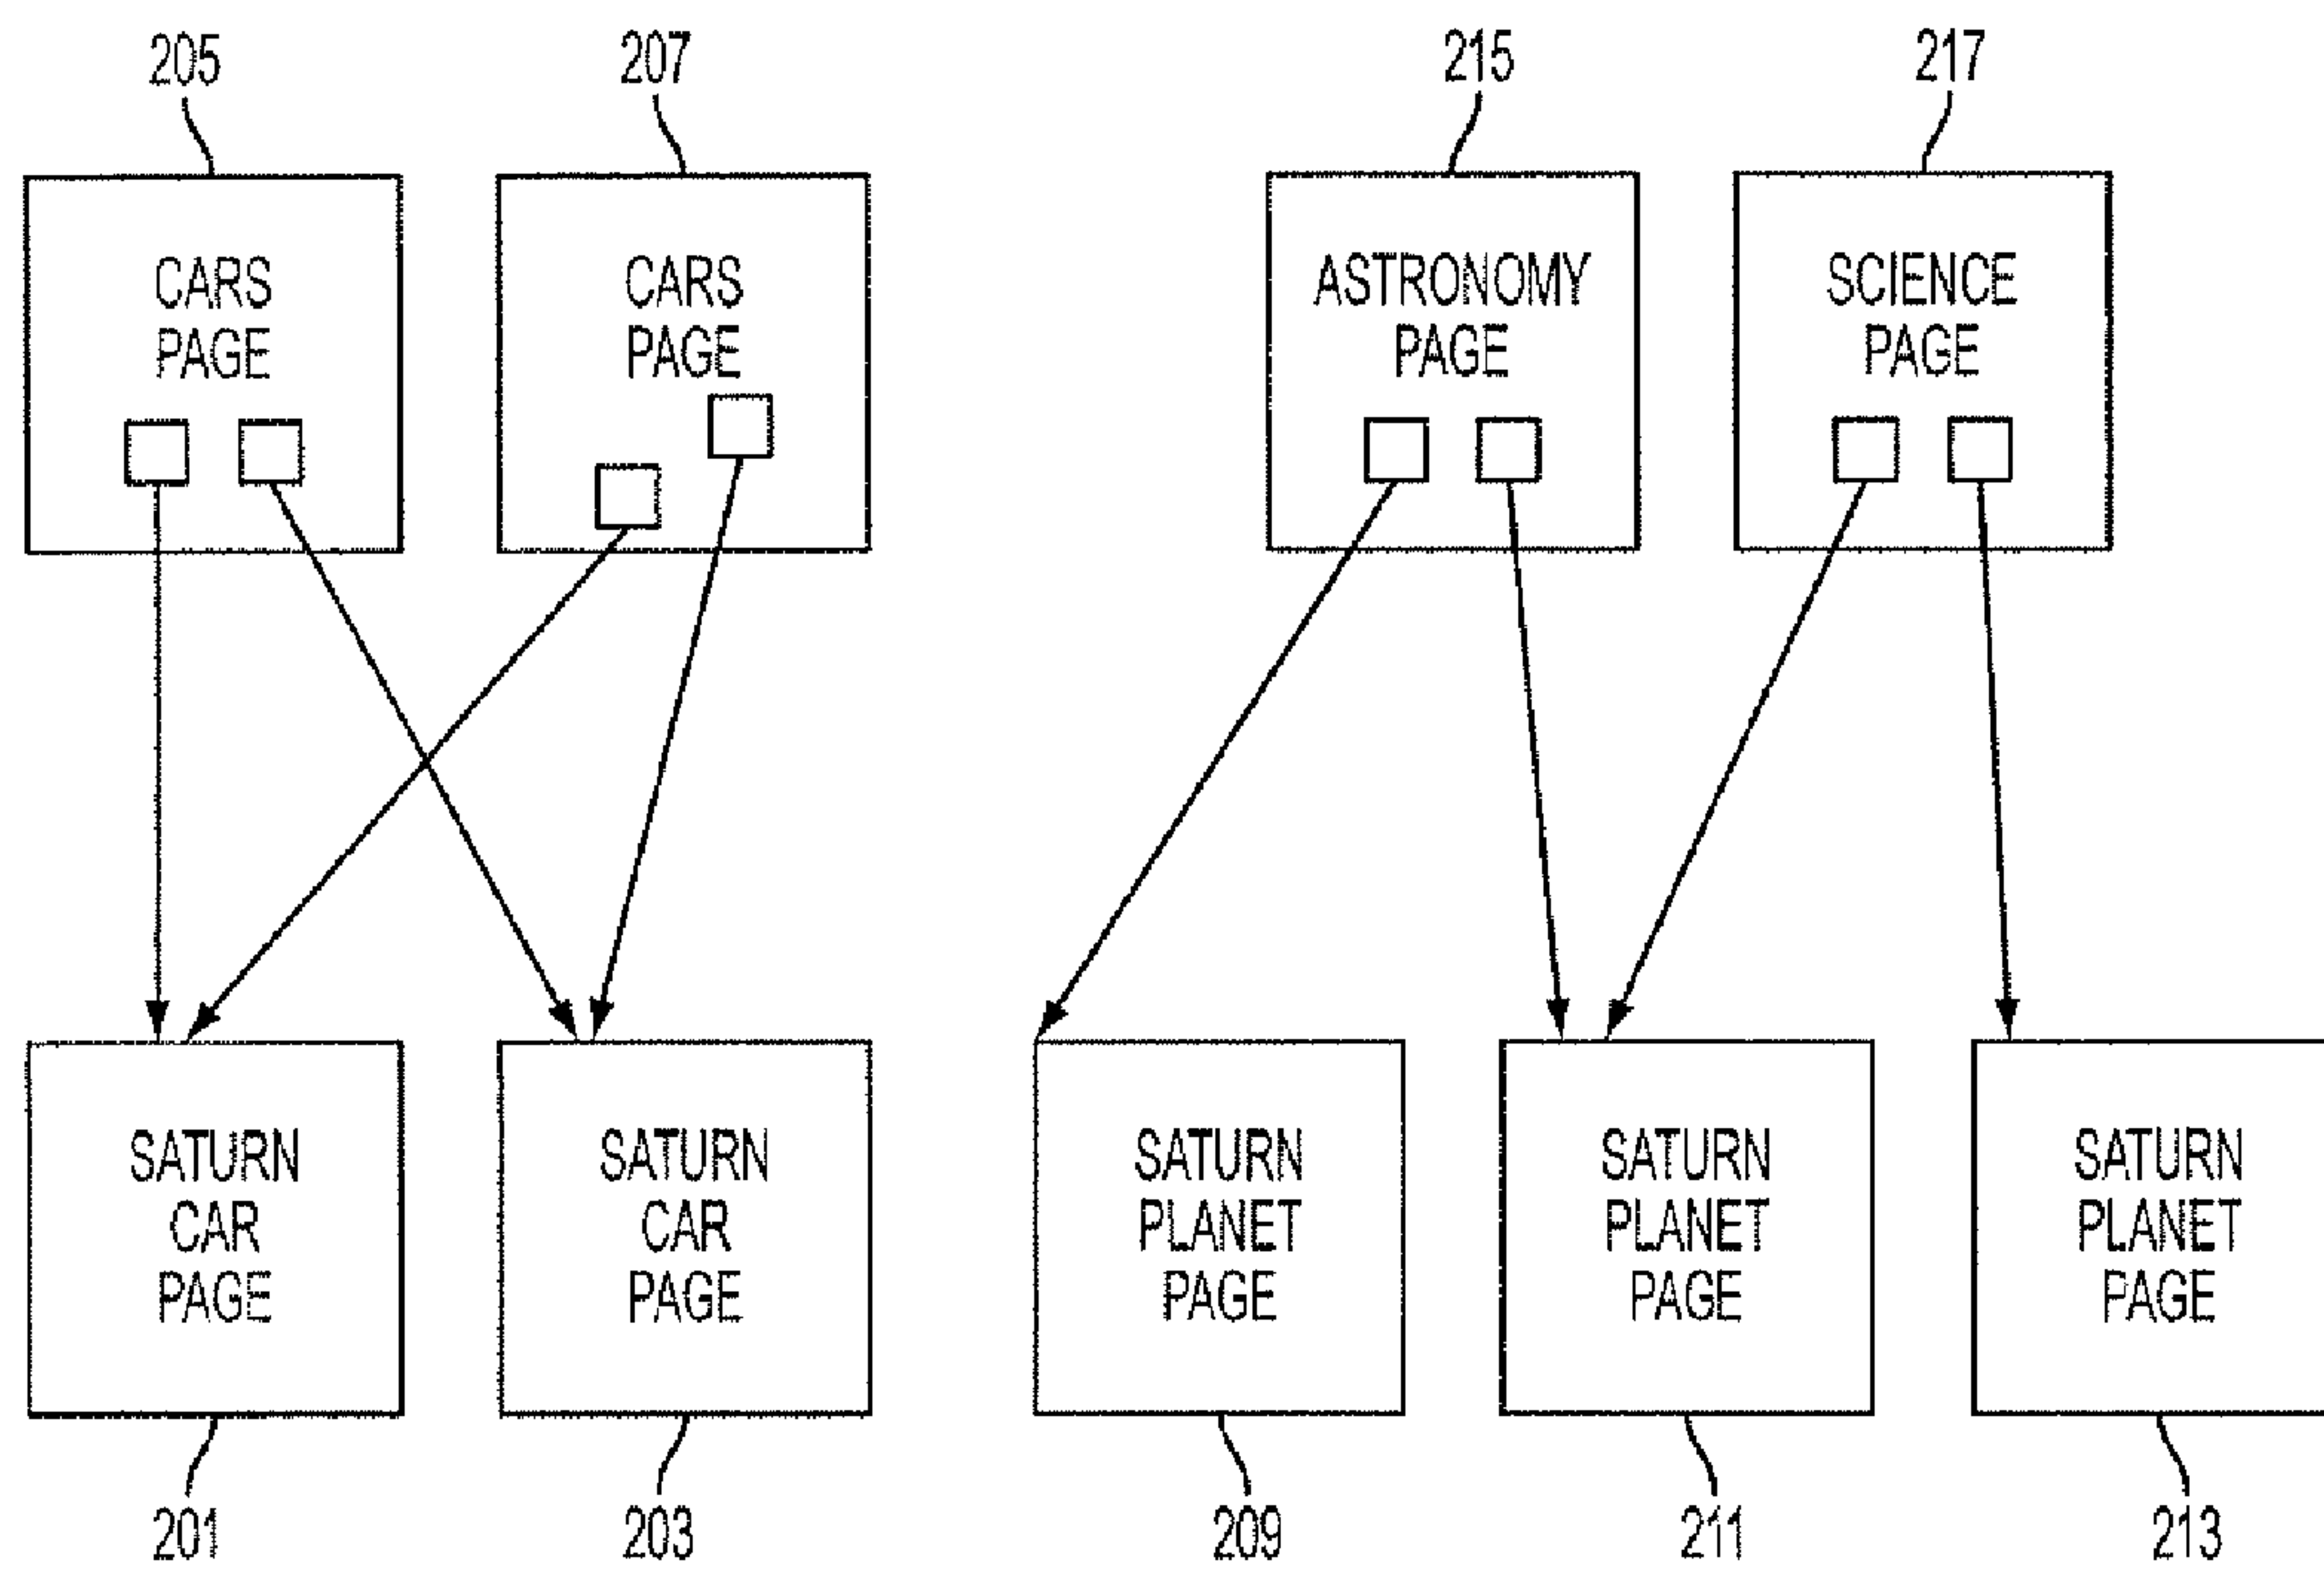 205
207
215
217
CARS
PAGE
CARS
PAGE
ASTRONOMY
PAGE
SCIENCE
PAGE
SATURN
CAR
PAGE
SATURN
CAR
PAGE
SATURN
PLANET
PAGE
SATURN
PLANET
PAGE
SATURN
PLANET
PAGE
201
203
209
211
213